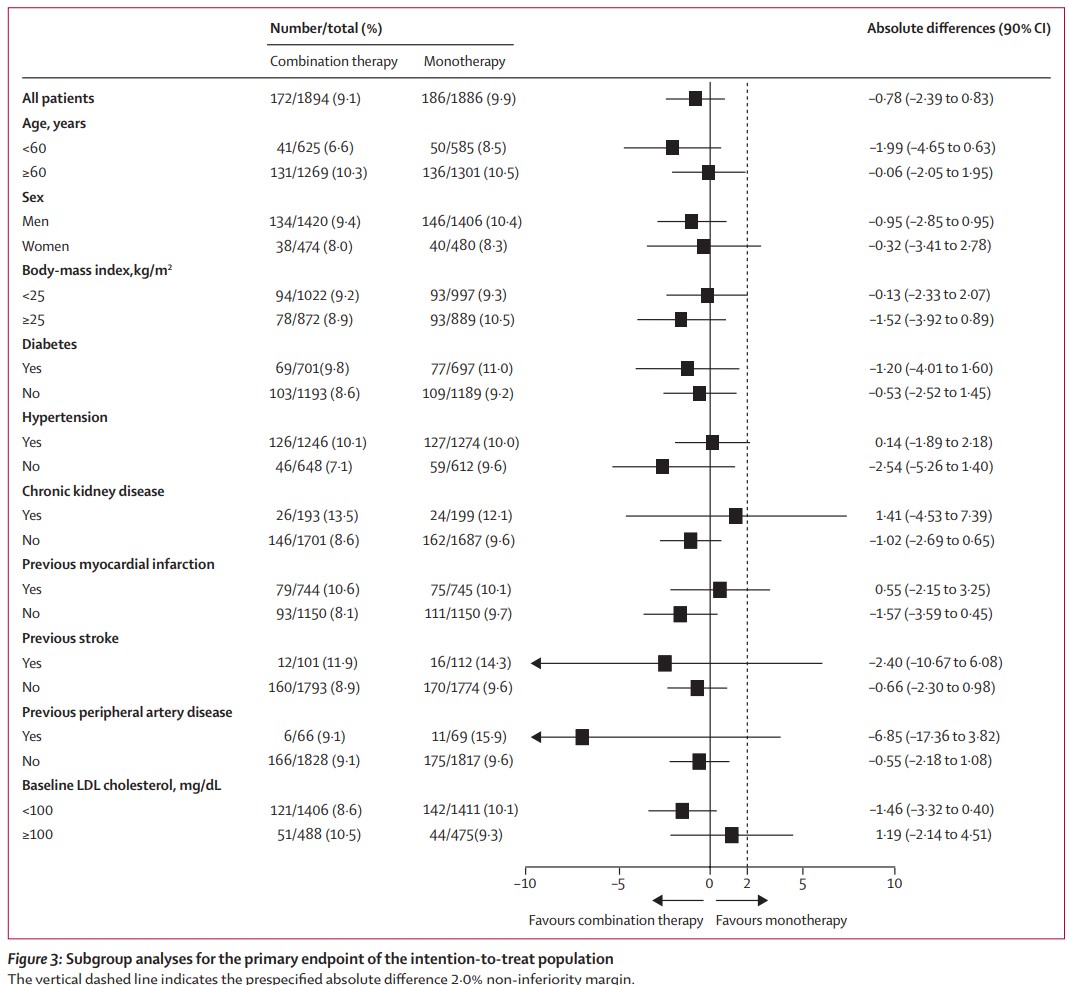 Number/total (%) Absolute differences (90% CI)
Combination therapy Monotherapy
All patients 172/1894 (9·1) 186/1886 (9·9) –0·78 (–2·39 to 0·83)
Age, years
<60 41/625 (6·6) 50/585 (8·5) –1·99 (–4·65 to 0·63)
≥60 131/1269 (10·3) 136/1301 (10·5) –0·06 (–2·05 to 1·95)
Sex
Men 134/1420 (9·4) 146/1406 (10·4) –0·95 (–2·85 to 0·95)
Women 38/474 (8·0) 40/480 (8·3) –0·32 (–3·41 to 2·78)
Body-mass index,kg/m²
<25 94/1022 (9·2) 93/997 (9·3) –0·13 (–2·33 to 2·07)
≥25 78/872 (8·9) 93/889 (10·5) –1·52 (–3·92 to 0·89)
Diabetes
Yes 69/701(9·8) 77/697 (11·0) –1·20 (–4·01 to 1·60)
No 103/1193 (8·6) 109/1189 (9·2) –0·53 (–2·52 to 1·45)
Hypertension
Yes 126/1246 (10·1) 127/1274 (10·0) 0·14 (–1·89 to 2·18)
No 46/648 (7·1) 59/612 (9·6) –2·54 (–5·26 to 1·40)
Chronic kidney disease
Yes 26/193 (13·5) 24/199 (12·1) 1·41 (–4·53 to 7·39)
No 146/1701 (8·6) 162/1687 (9·6) –1·02 (–2·69 to 0·65)
Previous myocardial infarction
Yes 79/744 (10·6) 75/745 (10·1) 0·55 (–2·15 to 3·25)
No 93/1150 (8·1) 111/1150 (9·7) –1·57 (–3·59 to 0·45)
Previous stroke
Yes 12/101 (11·9) 16/112 (14·3) –2·40 (–10·67 to 6·08)
No 160/1793 (8·9) 170/1774 (9·6) –0·66 (–2·30 to 0·98)
Previous peripheral artery disease
Yes 6/66 (9·1) 11/69 (15·9) –6·85 (–17·36 to 3·82)
No 166/1828 (9·1) 175/1817 (9·6) –0·55 (–2·18 to 1·08)
Baseline LDL cholesterol, mg/dL
<100 121/1406 (8·6) 142/1411 (10·1) –1·46 (–3·32 to 0·40)
≥100 51/488 (10·5) 44/475(9·3) 1·19 (–2·14 to 4·51)
–10 –5 0 2 5 10
Favours combination therapy Favours monotherapy
Figure 3: Subgroup analyses for the primary endpoint of the intention-to-treat population
The vertical dashed line indicates the prespecified absolute difference 2·0% non-inferiority margin.